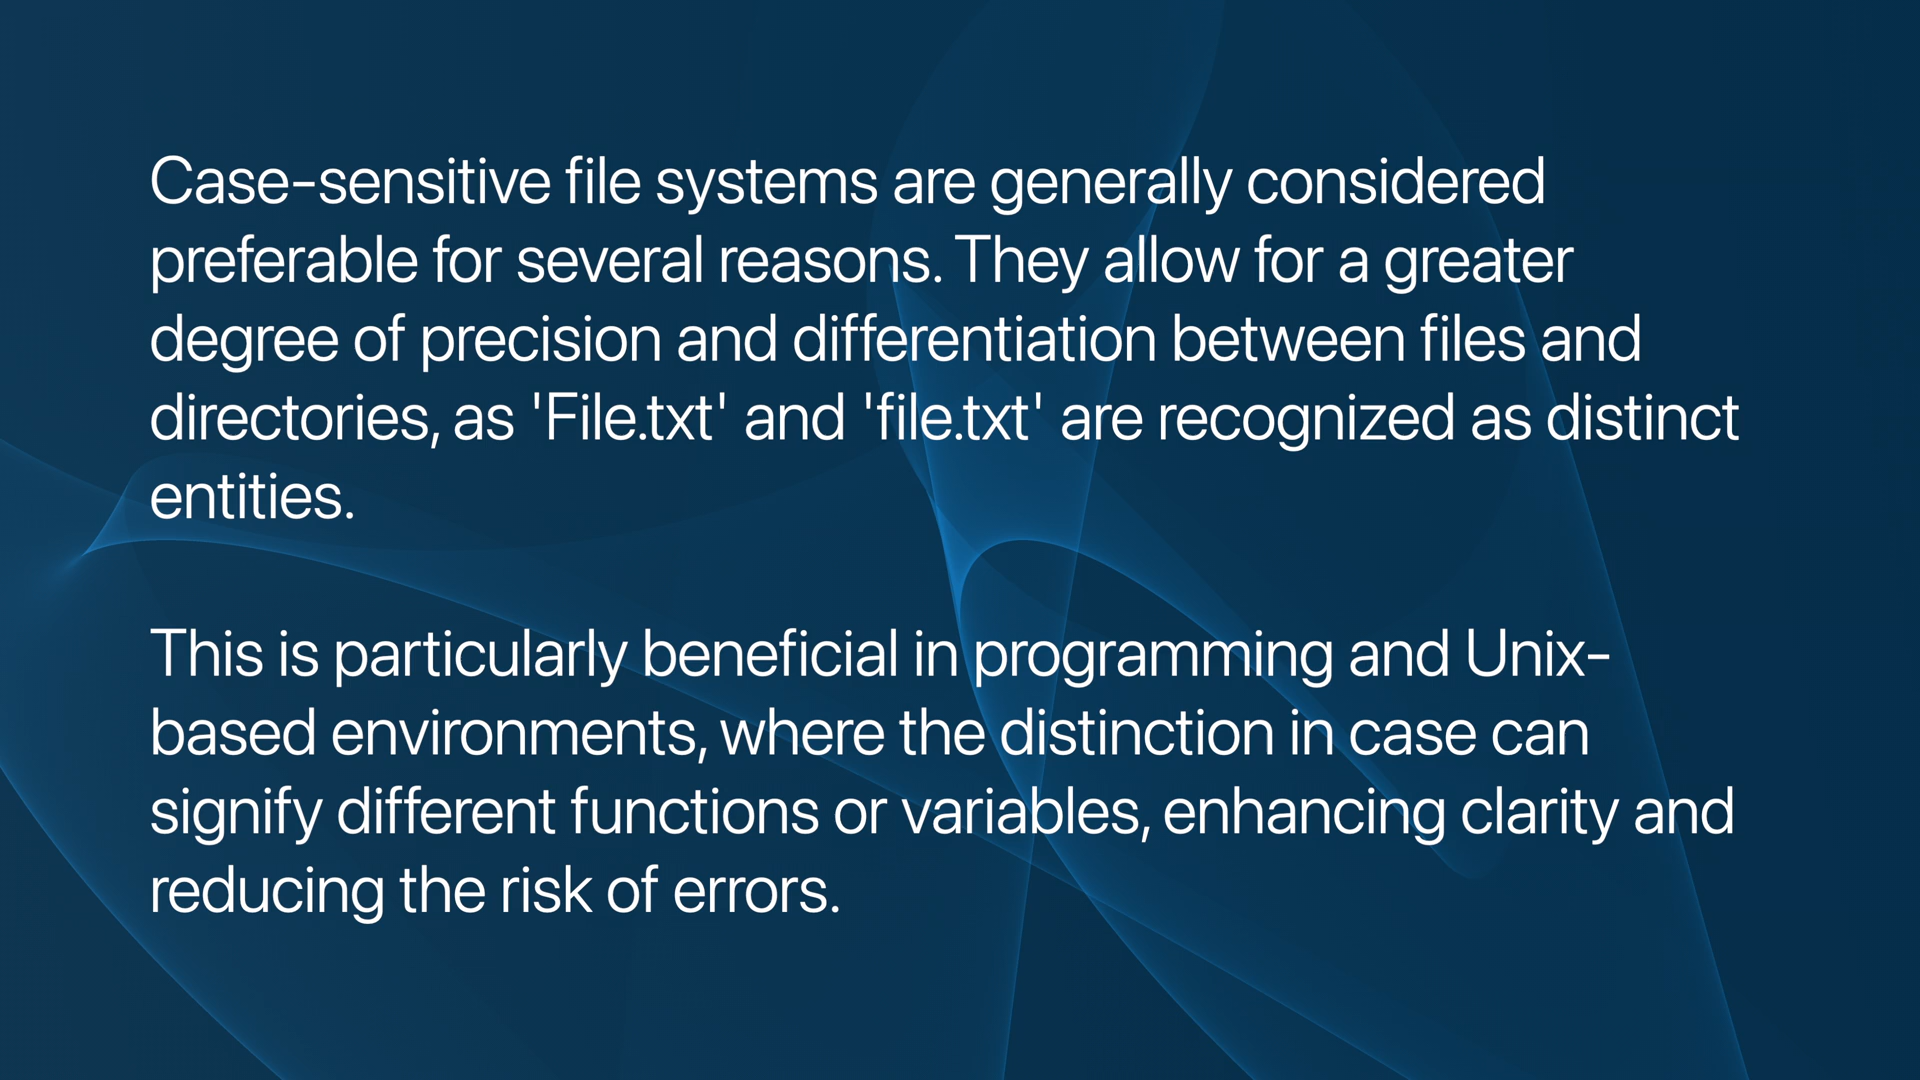 Case-sensitive file systems are generally considered
preferable for several reasons. They allow for a greater
degree of precision and differentiation between files and
directories, as 'File.txt' and 'file.txt' are recognized as distinct
entities.
This is particularly beneficial in programming and Unix-
based environments, where the distinction in case can
signify different functions or variables, enhancing clarity and
reducing the risk of errors.